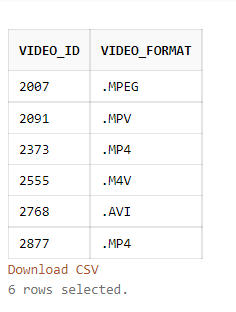 VIDEO_ID VIDEO_FORMAT
2007 .MPEG
2091 .MPV
2373 .MP4
2555 .M4V
2768 .AVI
2877 .MP4
Download CSV
6 rows selected.